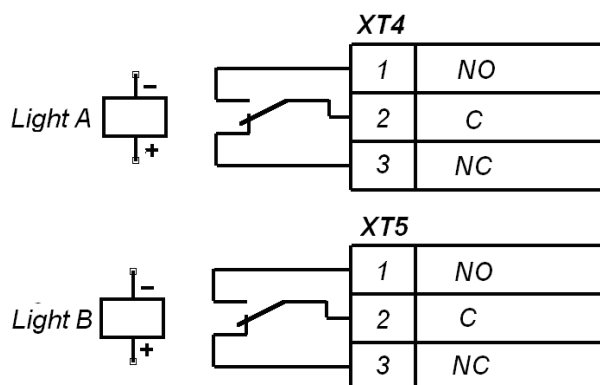 XT4
1 NO
Light A - +
2 C
3 NC
XT5
1 NO
Light B - +
2 C
3 NC